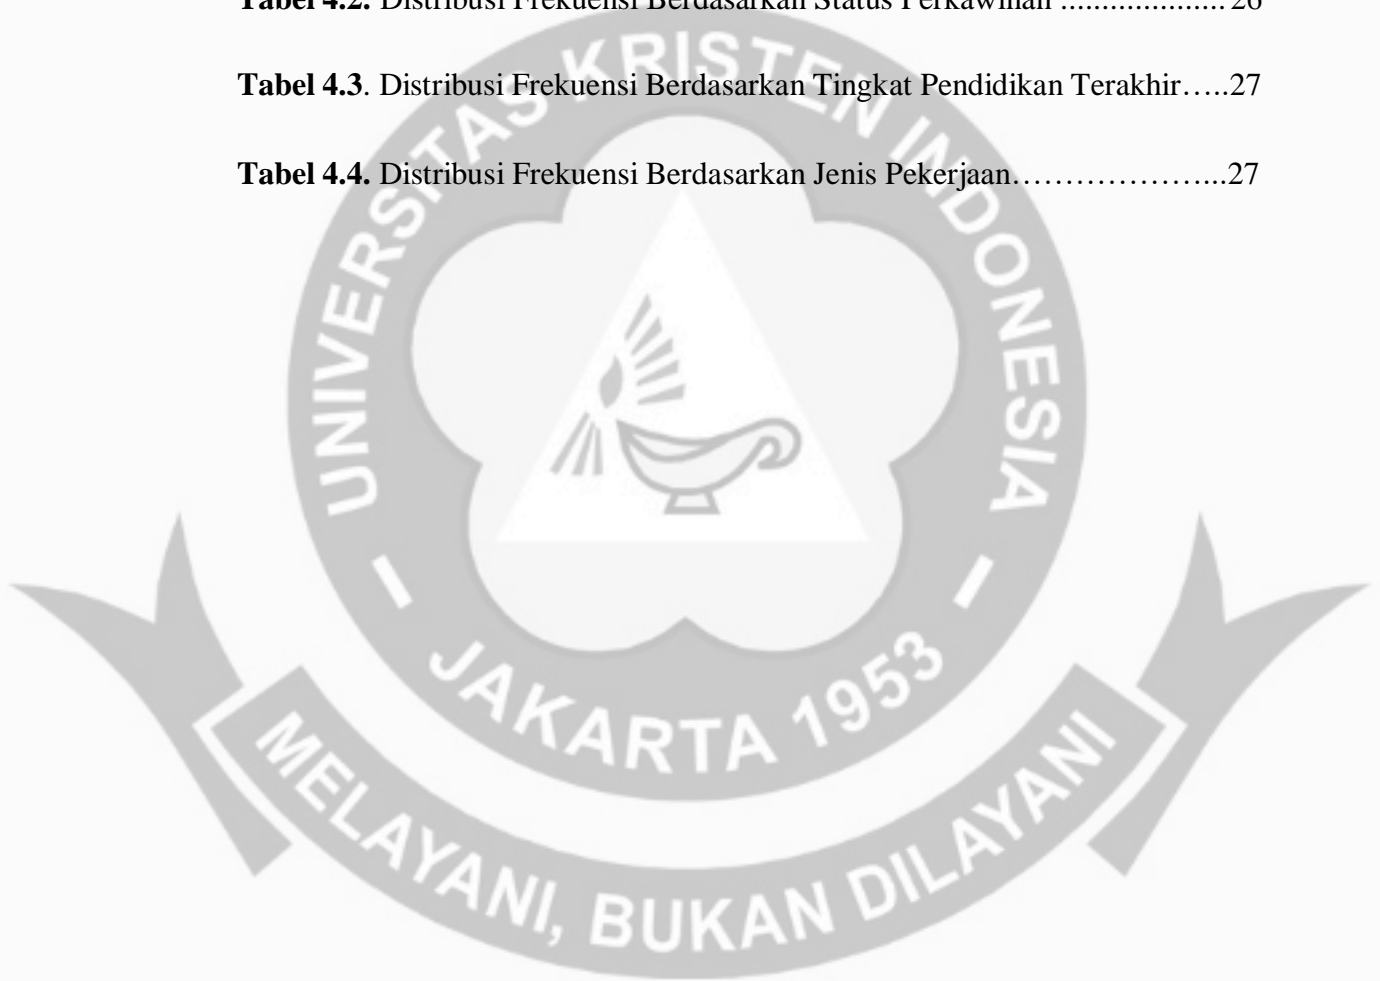 Tabel 4.2. Distribusi Frekuensi Berdasarkan Status Perkawinan .................... 26
Tabel 4.3. Distribusi Frekuensi Berdasarkan Tingkat Pendidikan Terakhir…..27
Tabel 4.4. Distribusi Frekuensi Berdasarkan Jenis Pekerjaan………………...27
UNIVERSITAS KRISTEN INDONESIA
JAKARTA 1953
MELAYANI, BUKAN DILAYANI